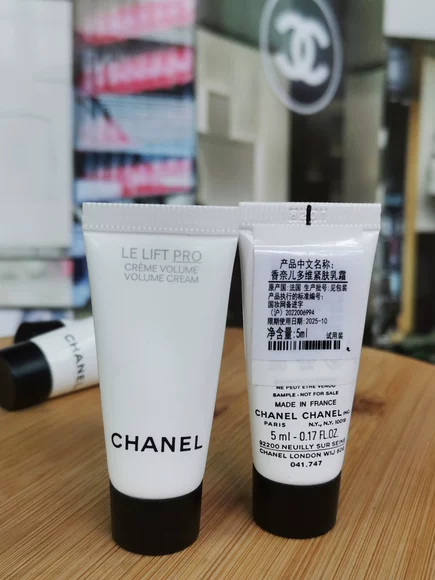 LE LIFT PRO
CRÈME VOLUME
VOLUME CREAM
CHANEL
产品中文名称:
香奈儿多维紧肤乳霜
原产国:法国 生产批号:见包装
产品执行的标准编号:
国妆网备进字
(沪) 2022006994
限期使用日期:2025-10
净含量:5ml 试用装
NE PEUT ÊTRE VENDU
SAMPLE - NOT FOR SALE
MADE IN FRANCE
CHANEL CHANEL INC.
PARIS N.Y., N.Y. 10019
5 ml - 0.17 FL.OZ.
92200 NEUILLY SUR SEINE
CHANEL LONDON W1J 6DG
041.747
CHANEL